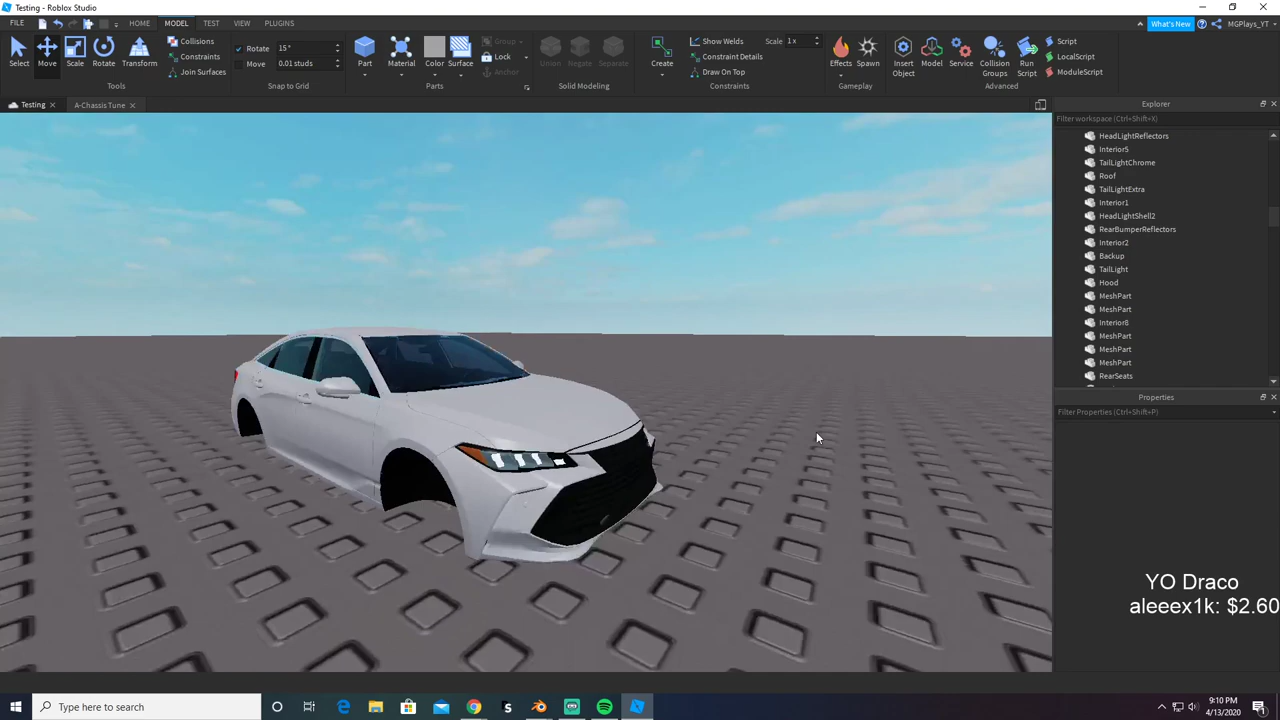 Testing - Roblox Studio
FILE
HOME
MODEL
TEST
VIEW
PLUGINS
What's New
MGPlays_YT
Select
Move
Scale
Rotate
Transform
Collisions
Constraints
Join Surfaces
Tools
Rotate 15°
Move 0.01 studs
Snap to Grid
Part
Material
Color
Surface
Group
Lock
Anchor
Parts
Union
Negate
Separate
Solid Modeling
Create
Show Welds
Scale 1 x
Constraint Details
Draw On Top
Constraints
Effects
Spawn
Gameplay
Insert Object
Model
Service
Collision Groups
Run Script
Script
LocalScript
ModuleScript
Advanced
Testing
A-Chassis Tune
Explorer
Filter workspace (Ctrl+Shift+X)
HeadLightReflectors
Interior5
TailLightChrome
Roof
TailLightExtra
Interior1
HeadLightShell2
RearBumperReflectors
Interior2
Backup
TailLight
Hood
MeshPart
MeshPart
Interior8
MeshPart
MeshPart
MeshPart
RearSeats
Properties
Filter Properties (Ctrl+Shift+P)
YO Draco
aleeex1k: $2.60
Type here to search
9:10 PM
4/13/2020